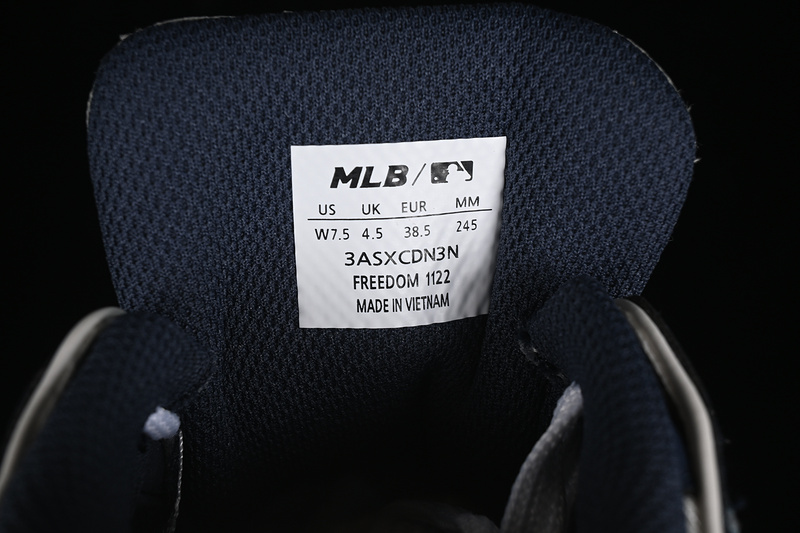 MLB/
US UK EUR MM
W7.5 4.5 38.5 245
3ASXCDN3N
FREEDOM 1122
MADE IN VIETNAM